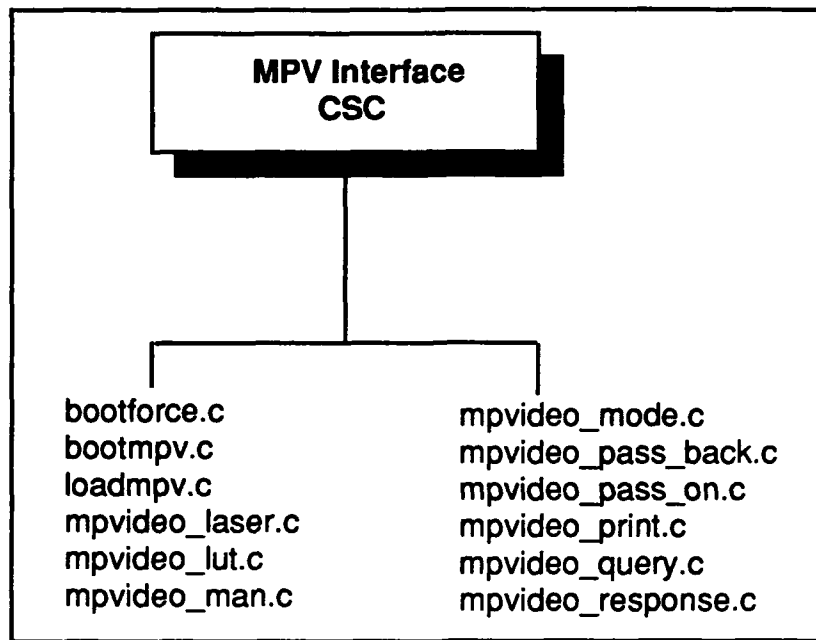 MPV Interface
CSC
bootforce.c
bootmpv.c
loadmpv.c
mpvideo_laser.c
mpvideo_lut.c
mpvideo_man.c
mpvideo_mode.c
mpvideo_pass_back.c
mpvideo_pass_on.c
mpvideo_print.c
mpvideo_query.c
mpvideo_response.c